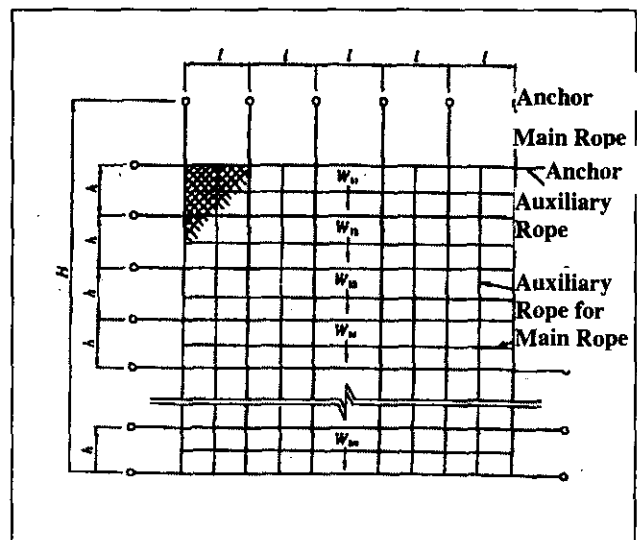 l l l l l
Anchor
Main Rope
Anchor
Auxiliary
Rope
Auxiliary
Rope for
Main Rope
H
h
h
h
h
h